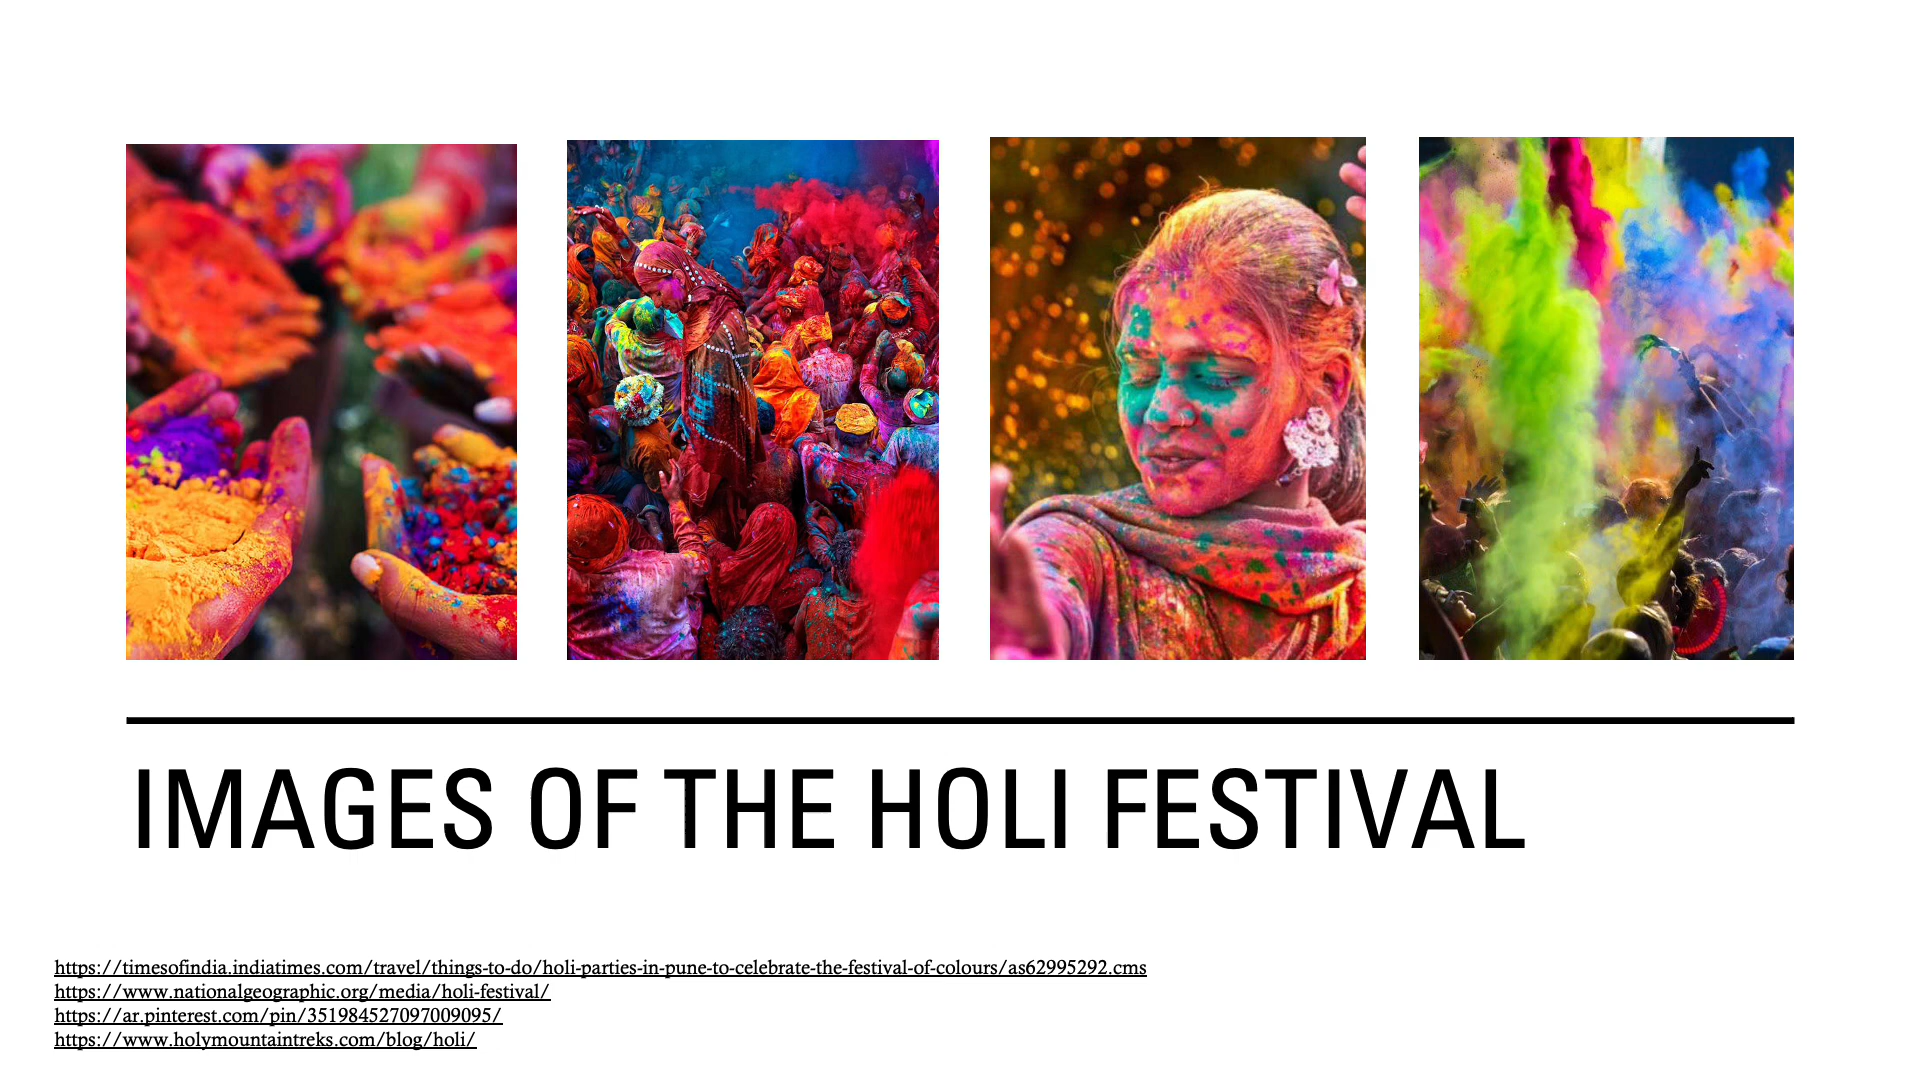 IMAGES OF THE HOLI FESTIVAL
https://timesofindia.indiatimes.com/travel/things-to-do/holi-parties-in-pune-to-celebrate-the-festival-of-colours/as62995292.cms
https://www.nationalgeographic.org/media/holi-festival/
https://ar.pinterest.com/pin/351984527097009095/
https://www.holymountaintreks.com/blog/holi/